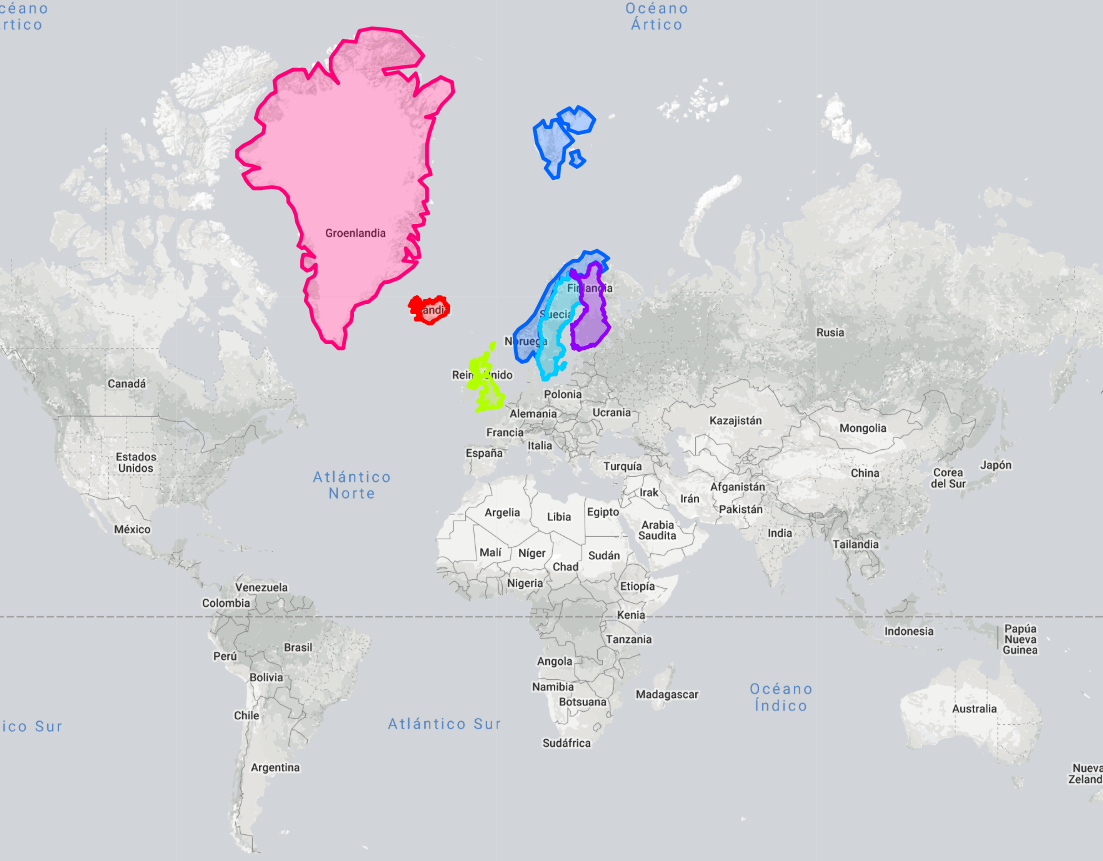 céano
rtico
Océano
Ártico
Groenlandia
Finlandia
Suecia
Noruega
Rusia
Canadá
Polonia
Alemania
Ucrania
Kazajistán
Mongolia
Francia
Italia
España
Estados
Unidos
Turquía
China
Corea
del Sur
Japón
Atlántico
Norte
Irak
Irán
Afganistán
Pakistán
México
Argelia
Libia
Egipto
Arabia
Saudita
India
Tailandia
Malí
Níger
Chad
Sudán
Nigeria
Etiopía
Venezuela
Colombia
Kenia
Indonesia
Papúa
Nueva
Guinea
Brasil
Perú
Tanzania
Bolivia
Angola
Namibia
Botsuana
Madagascar
Océano
Índico
Australia
Chile
ico Sur
Atlántico Sur
Sudáfrica
Argentina
Nueva
Zeland